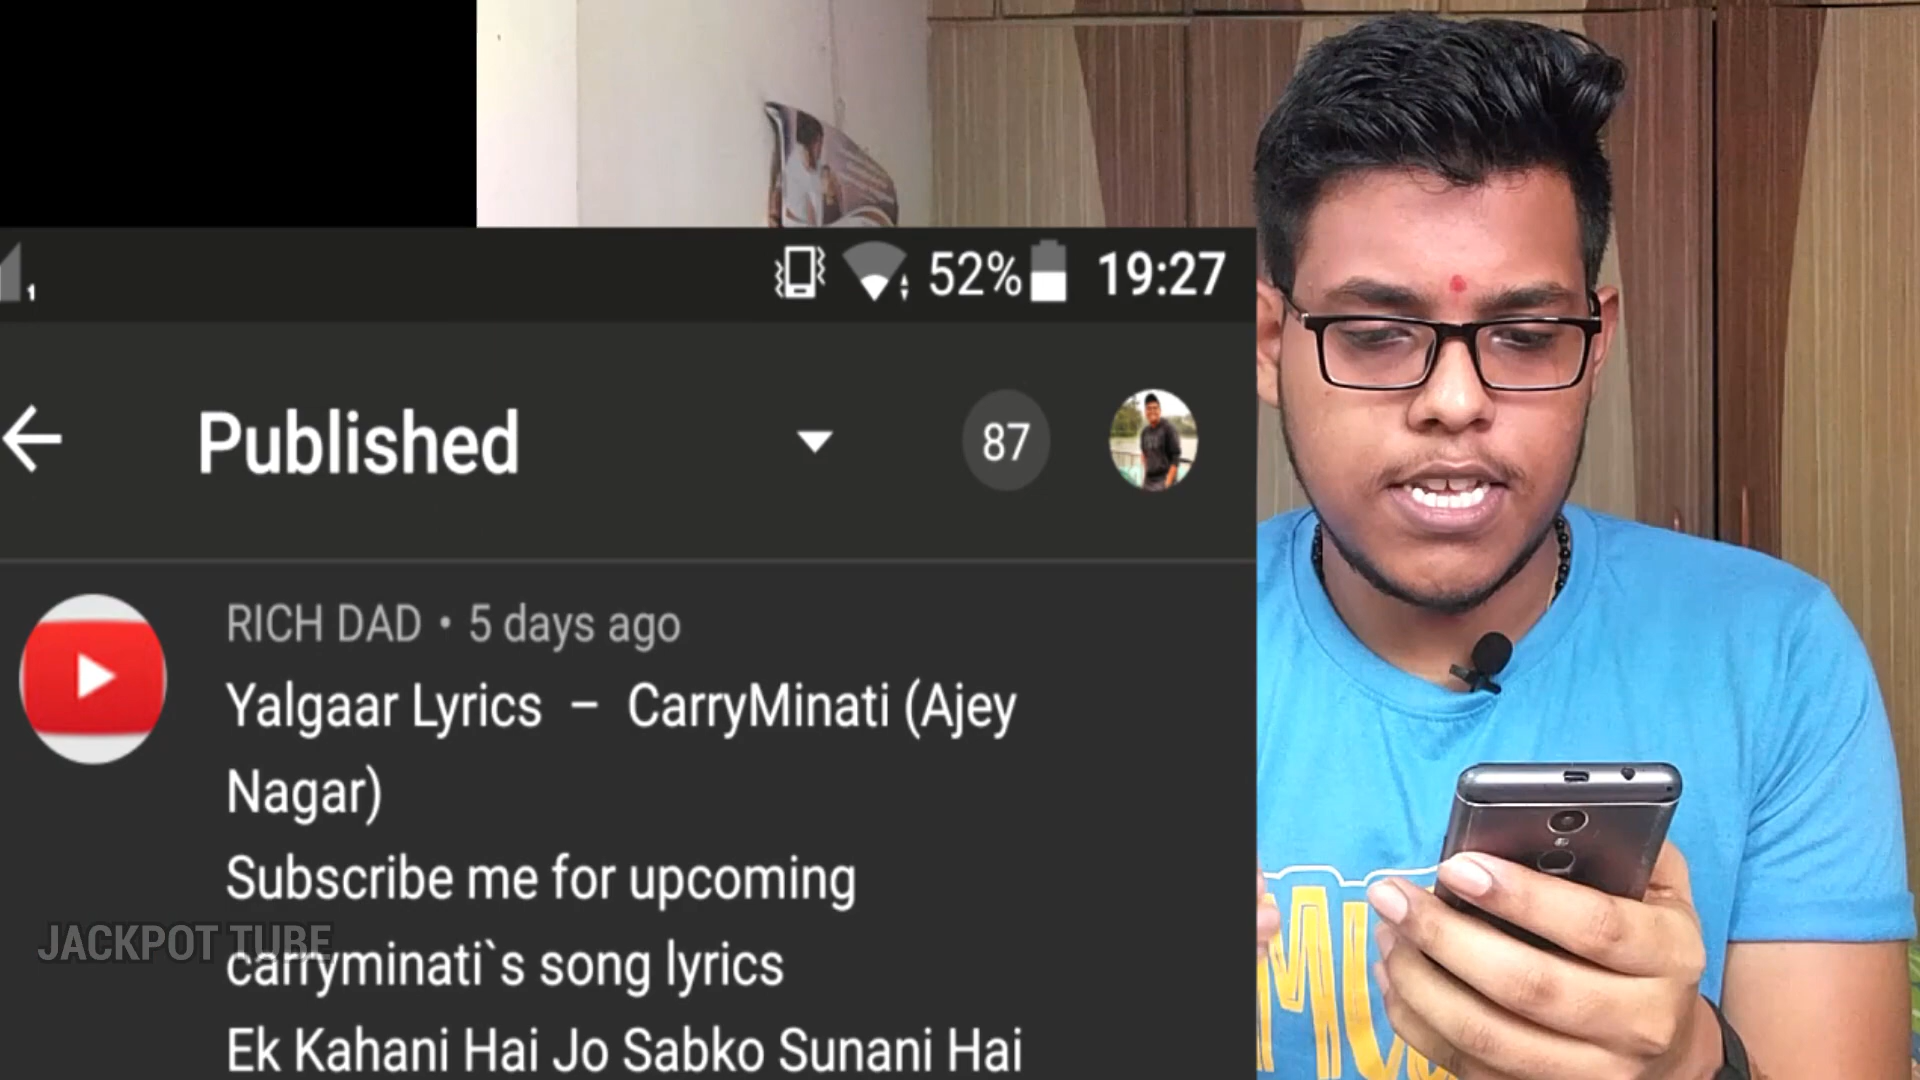 1
52%
19:27
Published
87
RICH DAD • 5 days ago
Yalgaar Lyrics – CarryMinati (Ajey
Nagar)
Subscribe me for upcoming
carryminati`s song lyrics
Ek Kahani Hai Jo Sabko Sunani Hai
JACKPOT TUBE